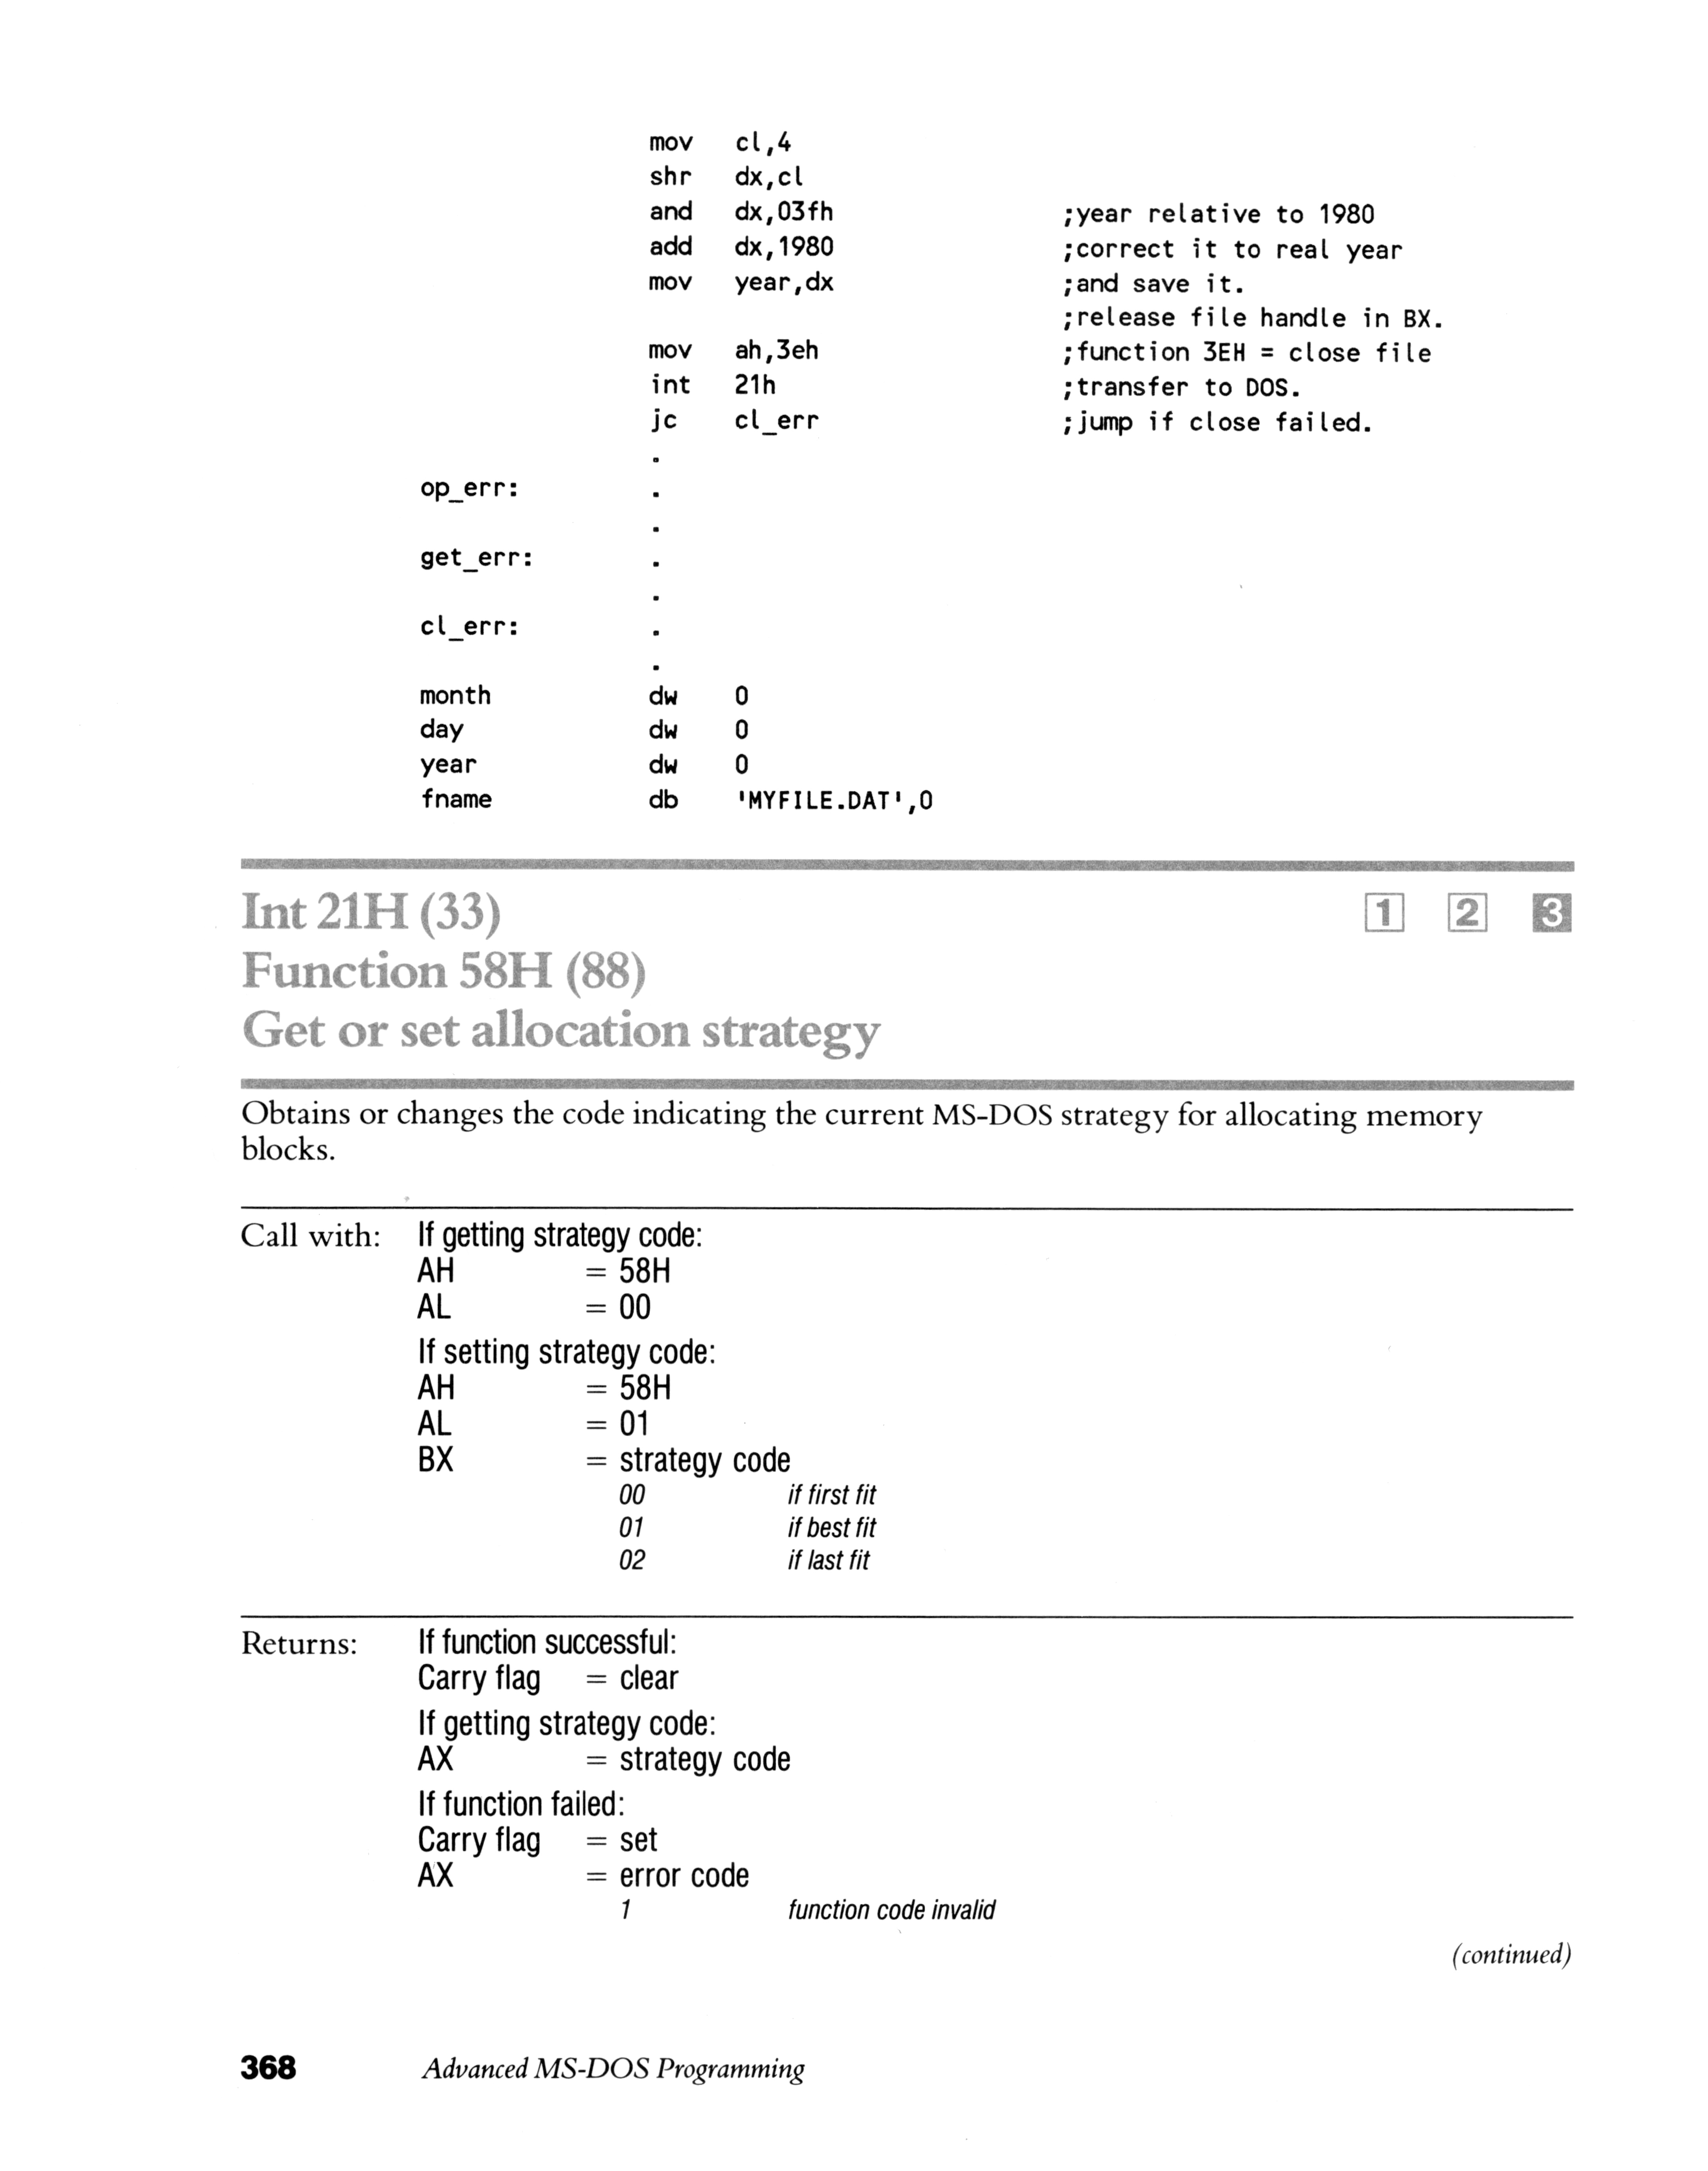 mov cl,4
shr dx,cl
and dx,03fh ;year relative to 1980
add dx,1980 ;correct it to real year
mov year,dx ;and save it.
;release file handle in BX.
mov ah,3eh ;function 3EH = close file
int 21h ;transfer to DOS.
jc cl_err ;jump if close failed.
.
op_err: .
.
get_err: .
.
cl_err: .
.
month dw 0
day dw 0
year dw 0
fname db 'MYFILE.DAT',0
Int 21H (33) 1 2 3
Function 58H (88)
Get or set allocation strategy
Obtains or changes the code indicating the current MS-DOS strategy for allocating memory
blocks.
Call with: If getting strategy code:
AH = 58H
AL = 00
If setting strategy code:
AH = 58H
AL = 01
BX = strategy code
00 if first fit
01 if best fit
02 if last fit
Returns: If function successful:
Carry flag = clear
If getting strategy code:
AX = strategy code
If function failed:
Carry flag = set
AX = error code
1 function code invalid
(continued)
368 Advanced MS-DOS Programming